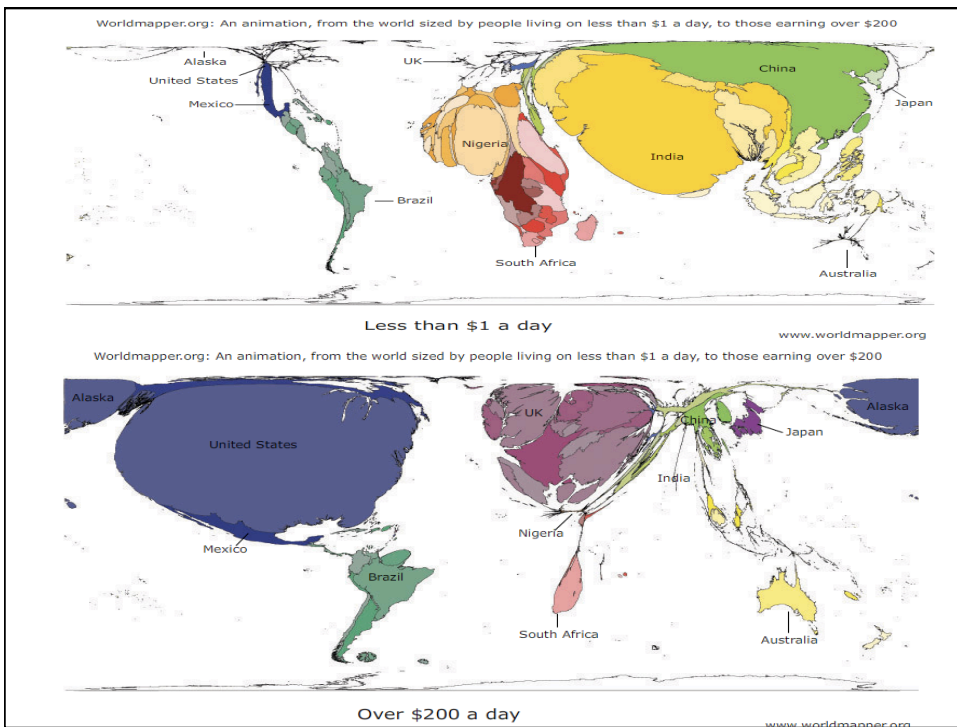 Worldmapper.org: An animation, from the world sized by people living on less than $1 a day, to those earning over $200
Alaska
UK
China
United States
Mexico
Japan
Nigeria
India
Brazil
South Africa
Australia
Less than $1 a day
www.worldmapper.org
Worldmapper.org: An animation, from the world sized by people living on less than $1 a day, to those earning over $200
Alaska
Alaska
UK
China
Japan
United States
India
Nigeria
Mexico
Brazil
South Africa
Australia
Over $200 a day
www.worldmapper.org